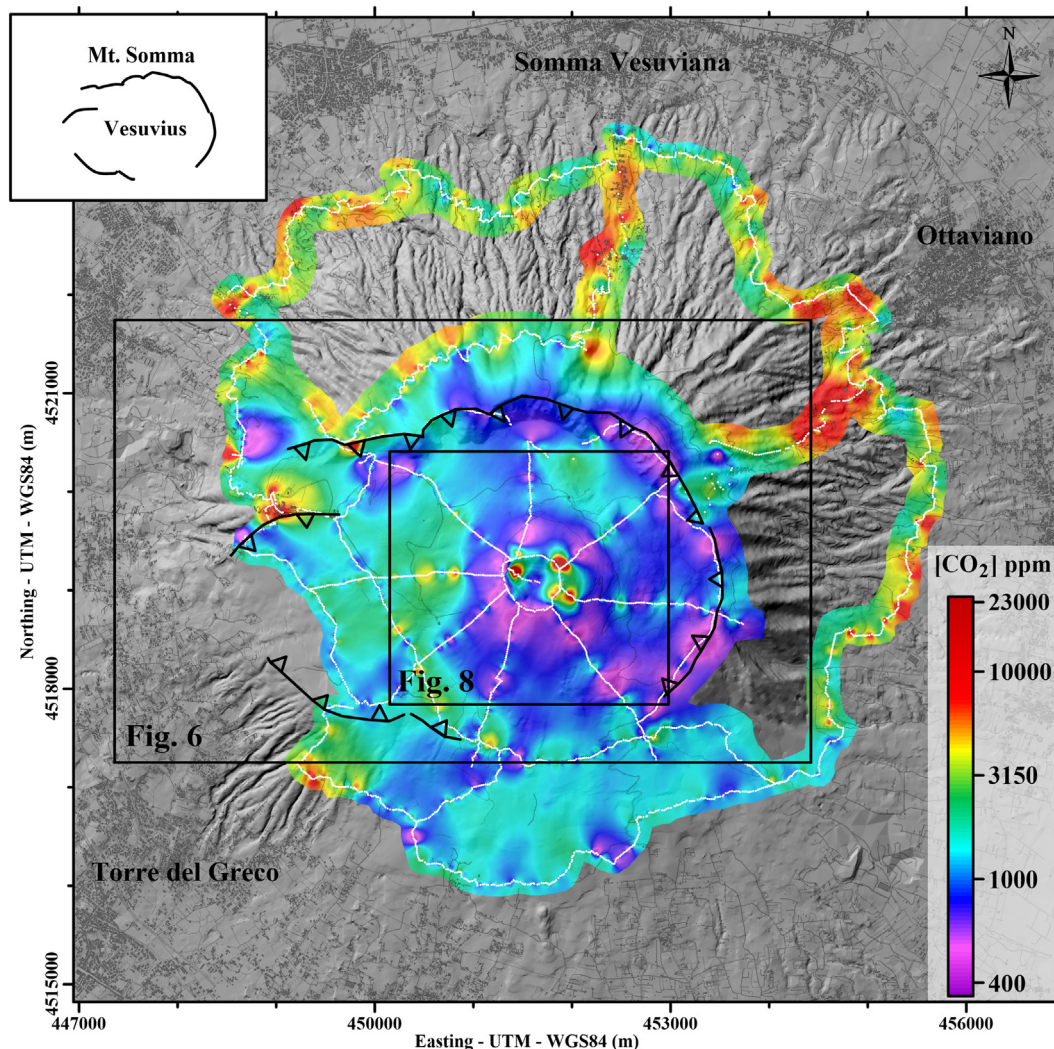 Mt. Somma
Vesuvius
Somma Vesuviana
N
Ottaviano
Fig. 8
Fig. 6
Torre del Greco
[CO₂] ppm
23000
10000
3150
1000
400
4521000
4518000
4515000
Northing - UTM - WGS84 (m)
447000
450000
453000
456000
Easting - UTM - WGS84 (m)